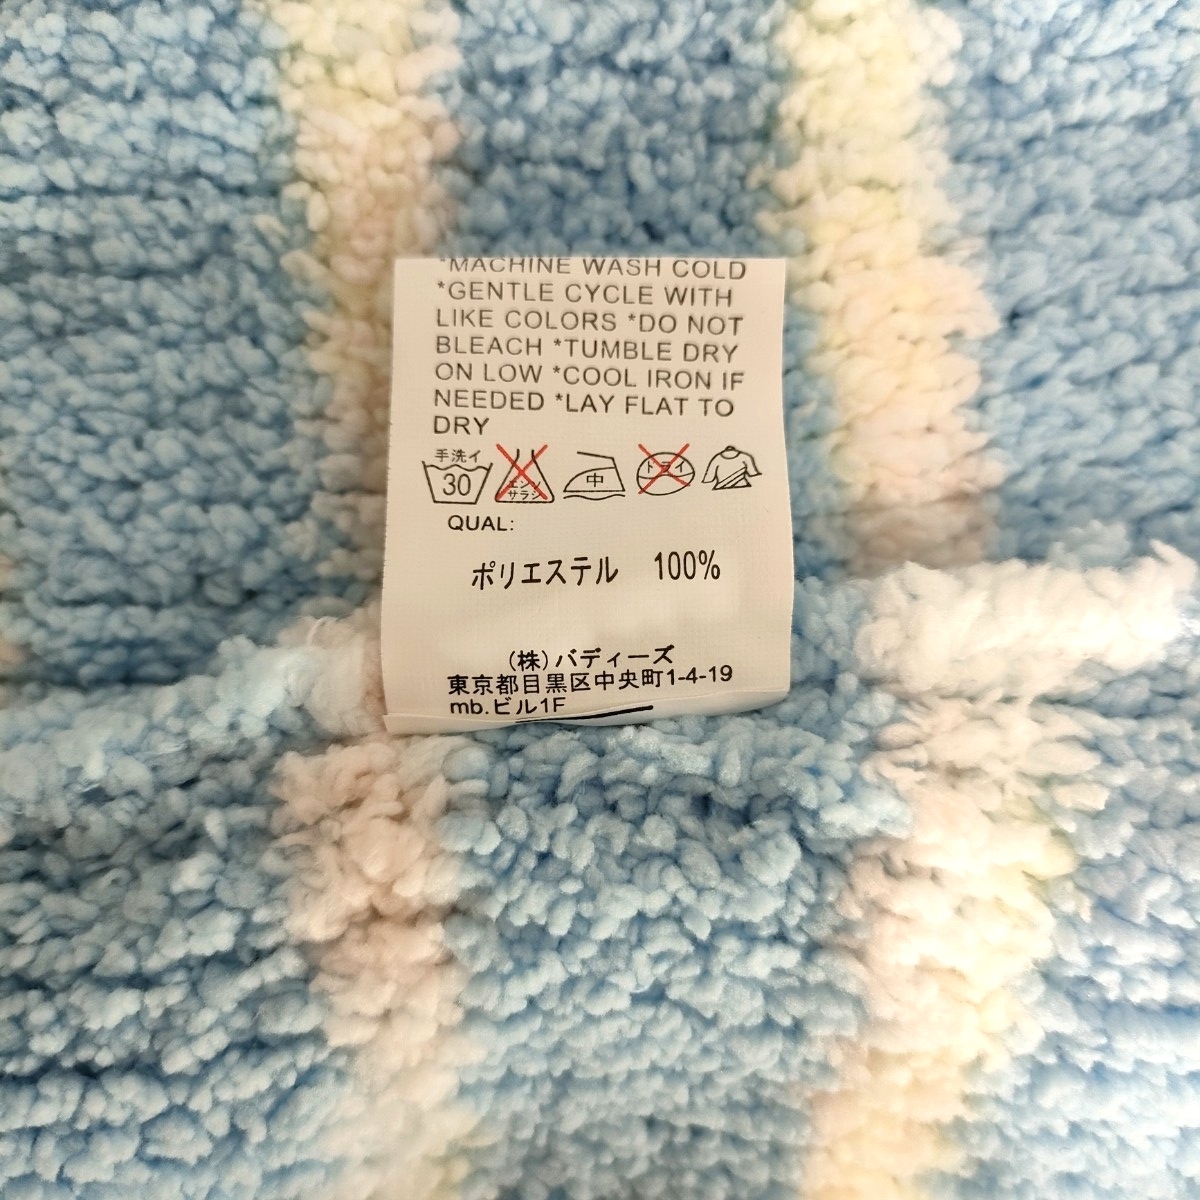 *MACHINE WASH COLD
*GENTLE CYCLE WITH
LIKE COLORS *DO NOT
BLEACH *TUMBLE DRY
ON LOW *COOL IRON IF
NEEDED *LAY FLAT TO
DRY
手洗イ
30
エンソ
サラシ
中
ドライ
QUAL:
ポリエステル 100%
(株)バディーズ
東京都目黒区中央町1-4-19
mb.ビル1F